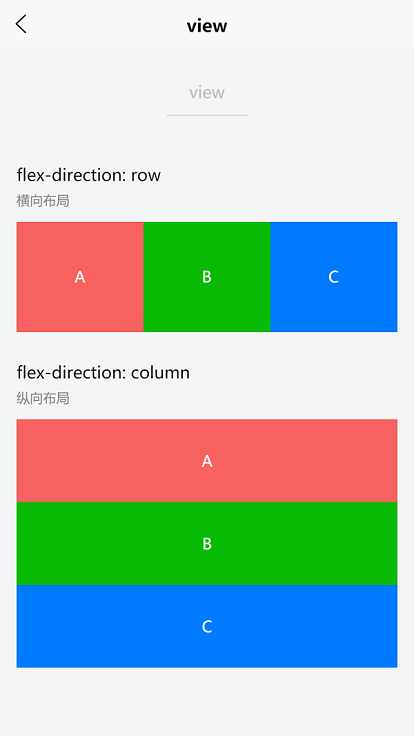 view
view
flex-direction: row
横向布局
A B C
flex-direction: column
纵向布局
A
B
C